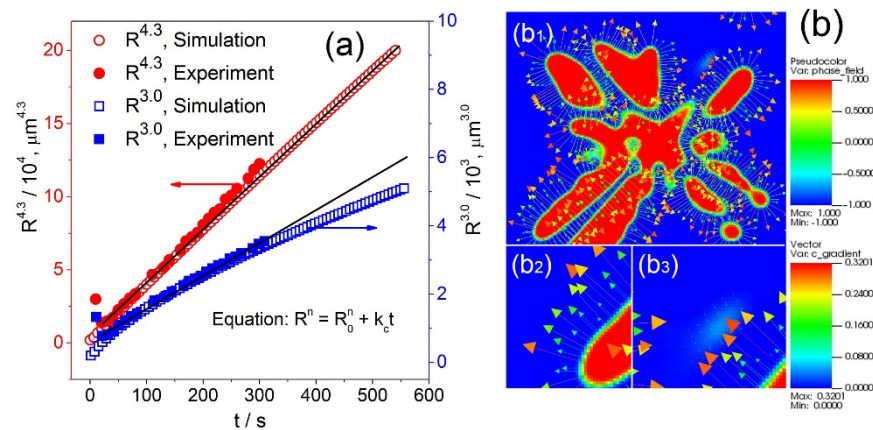 (a)
R^4.3, Simulation
R^4.3, Experiment
R^3.0, Simulation
R^3.0, Experiment
Equation: R^n = R_0^n + k_c t
R^4.3 / 10^4, μm^4.3
20
15
10
5
0
R^3.0 / 10^3, μm^3.0
10
8
6
4
2
0
0 100 200 300 400 500 600
t / s
(b)
(b1)
(b2)
(b3)
Pseudocolor
Var: phase_field
1.000
0.5000
0.000
-0.5000
-1.000
Max: 1.000
Min: -1.000
Vector
Var: c_gradient
0.3201
0.2400
0.1600
0.0800
0.0000
Max: 0.3201
Min: 0.0000